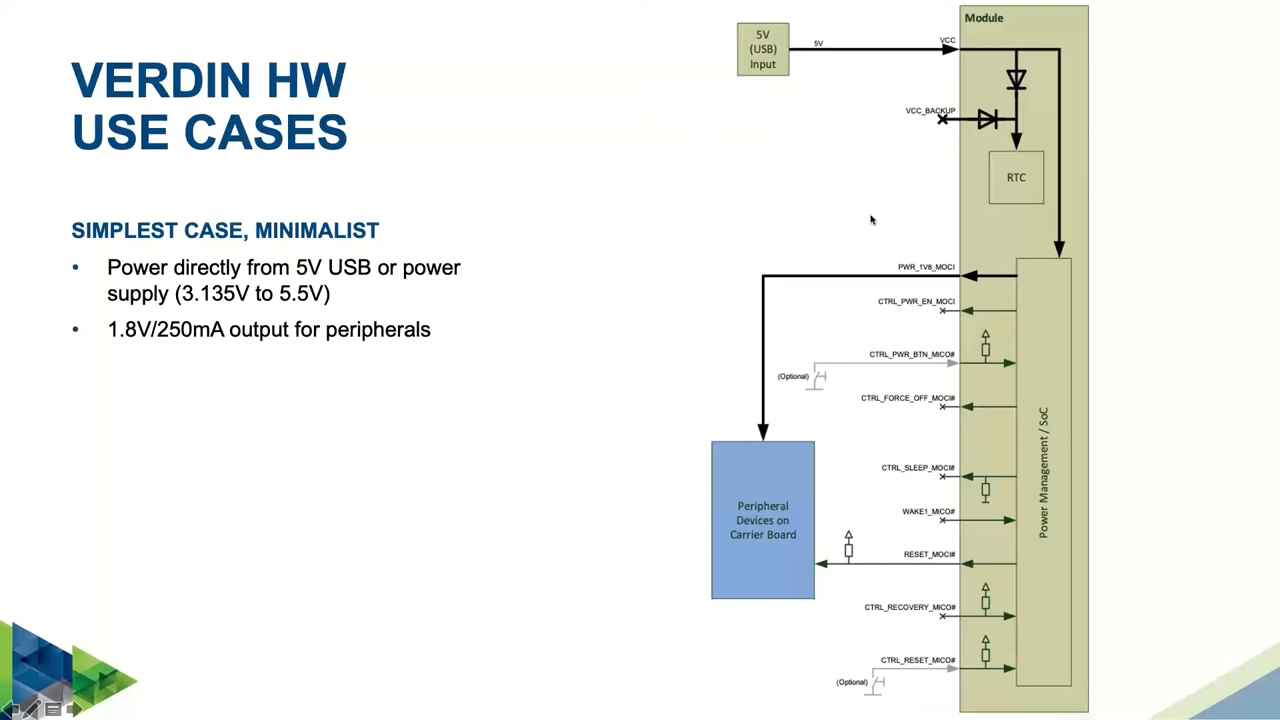 VERDIN HW
USE CASES
SIMPLEST CASE, MINIMALIST
• Power directly from 5V USB or power
supply (3.135V to 5.5V)
• 1.8V/250mA output for peripherals
Module
5V
(USB)
Input
5V
VCC
VCC_BACKUP
RTC
PWR_1V8_MOCI
CTRL_PWR_EN_MOCI
CTRL_PWR_BTN_MICO#
(Optional)
CTRL_FORCE_OFF_MOCI#
Power Management / SoC
CTRL_SLEEP_MOCI#
Peripheral
Devices on
Carrier Board
WAKE1_MICO#
RESET_MOCI#
CTRL_RECOVERY_MICO#
CTRL_RESET_MICO#
(Optional)